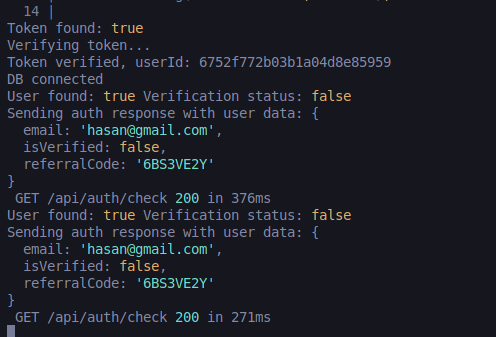 14 |
Token found: true
Verifying token...
Token verified, userId: 6752f772b03b1a04d8e85959
DB connected
User found: true Verification status: false
Sending auth response with user data: {
  email: 'hasan@gmail.com',
  isVerified: false,
  referralCode: '6BS3VE2Y'
}
 GET /api/auth/check 200 in 376ms
User found: true Verification status: false
Sending auth response with user data: {
  email: 'hasan@gmail.com',
  isVerified: false,
  referralCode: '6BS3VE2Y'
}
 GET /api/auth/check 200 in 271ms